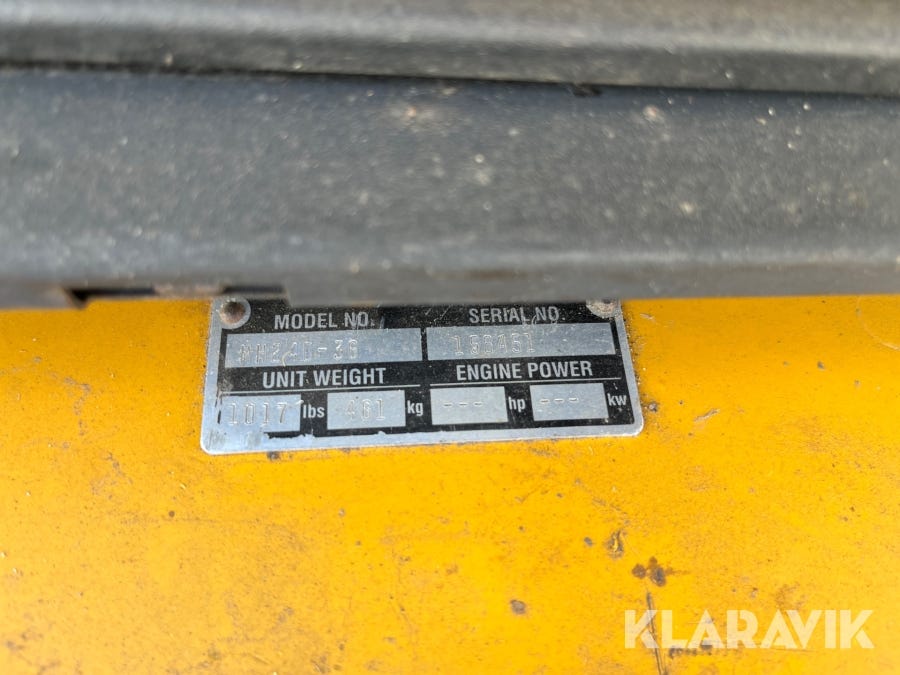 MODEL NO. SERIAL NO.
UNIT WEIGHT ENGINE POWER
1017 lbs 461 kg --- hp --- kw
KLARAVIK